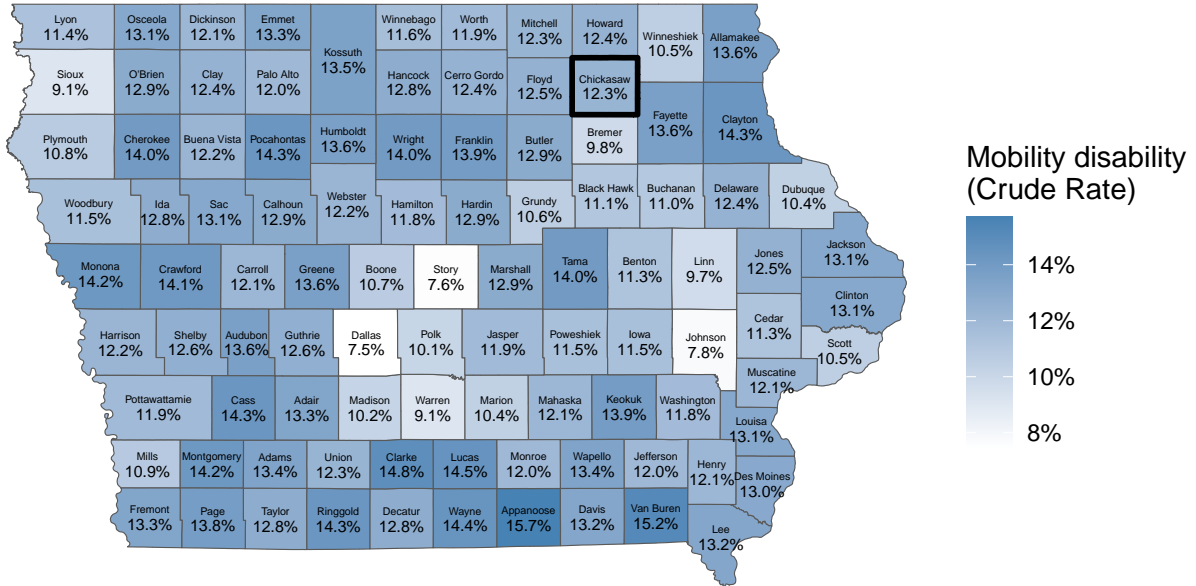 Lyon
11.4%
Osceola
13.1%
Dickinson
12.1%
Emmet
13.3%
Kossuth
13.5%
Winnebago
11.6%
Worth
11.9%
Mitchell
12.3%
Howard
12.4%
Winneshiek
10.5%
Allamakee
13.6%
Sioux
9.1%
O'Brien
12.9%
Clay
12.4%
Palo Alto
12.0%
Hancock
12.8%
Cerro Gordo
12.4%
Floyd
12.5%
Chickasaw
12.3%
Fayette
13.6%
Clayton
14.3%
Plymouth
10.8%
Cherokee
14.0%
Buena Vista
12.2%
Pocahontas
14.3%
Humboldt
13.6%
Wright
14.0%
Franklin
13.9%
Butler
12.9%
Bremer
9.8%
Woodbury
11.5%
Ida
12.8%
Sac
13.1%
Calhoun
12.9%
Webster
12.2%
Hamilton
11.8%
Hardin
12.9%
Grundy
10.6%
Black Hawk
11.1%
Buchanan
11.0%
Delaware
12.4%
Dubuque
10.4%
Monona
14.2%
Crawford
14.1%
Carroll
12.1%
Greene
13.6%
Boone
10.7%
Story
7.6%
Marshall
12.9%
Tama
14.0%
Benton
11.3%
Linn
9.7%
Jones
12.5%
Jackson
13.1%
Clinton
13.1%
Harrison
12.2%
Shelby
12.6%
Audubon
13.6%
Guthrie
12.6%
Dallas
7.5%
Polk
10.1%
Jasper
11.9%
Poweshiek
11.5%
Iowa
11.5%
Johnson
7.8%
Cedar
11.3%
Scott
10.5%
Muscatine
12.1%
Pottawattamie
11.9%
Cass
14.3%
Adair
13.3%
Madison
10.2%
Warren
9.1%
Marion
10.4%
Mahaska
12.1%
Keokuk
13.9%
Washington
11.8%
Louisa
13.1%
Mills
10.9%
Montgomery
14.2%
Adams
13.4%
Union
12.3%
Clarke
14.8%
Lucas
14.5%
Monroe
12.0%
Wapello
13.4%
Jefferson
12.0%
Henry
12.1%
Des Moines
13.0%
Fremont
13.3%
Page
13.8%
Taylor
12.8%
Ringgold
14.3%
Decatur
12.8%
Wayne
14.4%
Appanoose
15.7%
Davis
13.2%
Van Buren
15.2%
Lee
13.2%
Mobility disability
(Crude Rate)
14%
12%
10%
8%